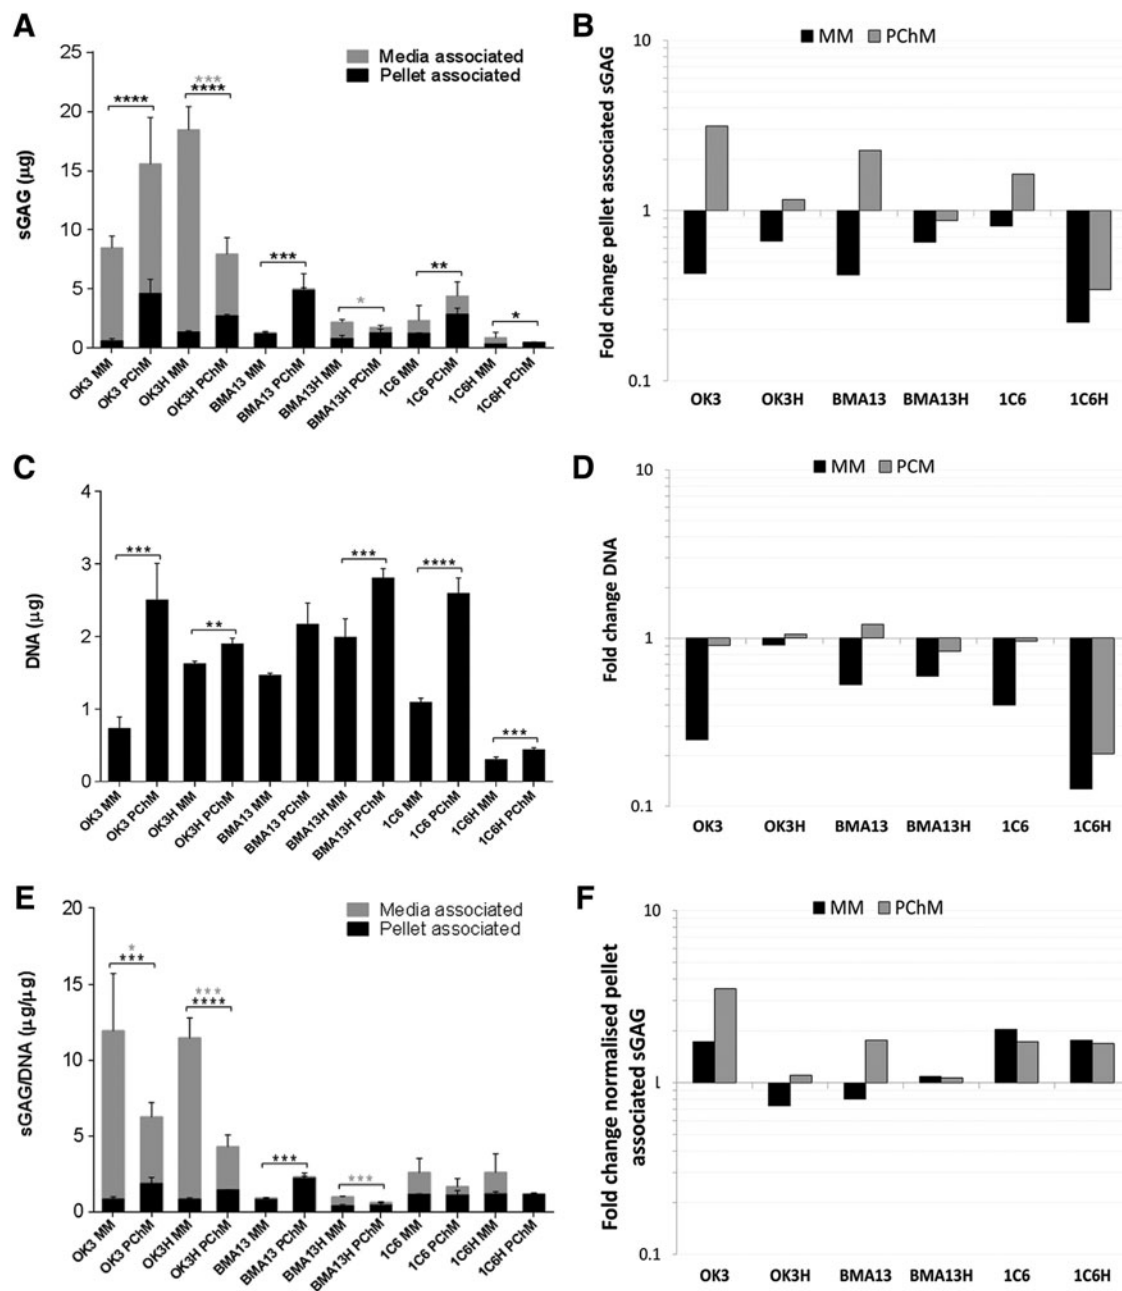 A
25
20
15
10
5
0
sGAG (µg)
Media associated
Pellet associated
****
***
****
***
*
**
*
OK3 MM
OK3 PChM
OK3H MM
OK3H PChM
BMA13 MM
BMA13 PChM
BMA13H MM
BMA13H PChM
1C6 MM
1C6 PChM
1C6H MM
1C6H PChM
B
MM PChM
10
1
0.1
Fold change pellet associated sGAG
OK3 OK3H BMA13 BMA13H 1C6 1C6H
C
4
3
2
1
0
DNA (µg)
***
**
***
****
***
OK3 MM
OK3 PChM
OK3H MM
OK3H PChM
BMA13 MM
BMA13 PChM
BMA13H MM
BMA13H PChM
1C6 MM
1C6 PChM
1C6H MM
1C6H PChM
D
MM PCM
10
1
0.1
Fold change DNA
OK3 OK3H BMA13 BMA13H 1C6 1C6H
E
20
15
10
5
0
sGAG/DNA (µg/µg)
Media associated
Pellet associated
*
***
***
****
***
***
OK3 MM
OK3 PChM
OK3H MM
OK3H PChM
BMA13 MM
BMA13 PChM
BMA13H MM
BMA13H PChM
1C6 MM
1C6 PChM
1C6H MM
1C6H PChM
F
MM PChM
10
1
0.1
Fold change normalised pellet
associated sGAG
OK3 OK3H BMA13 BMA13H 1C6 1C6H